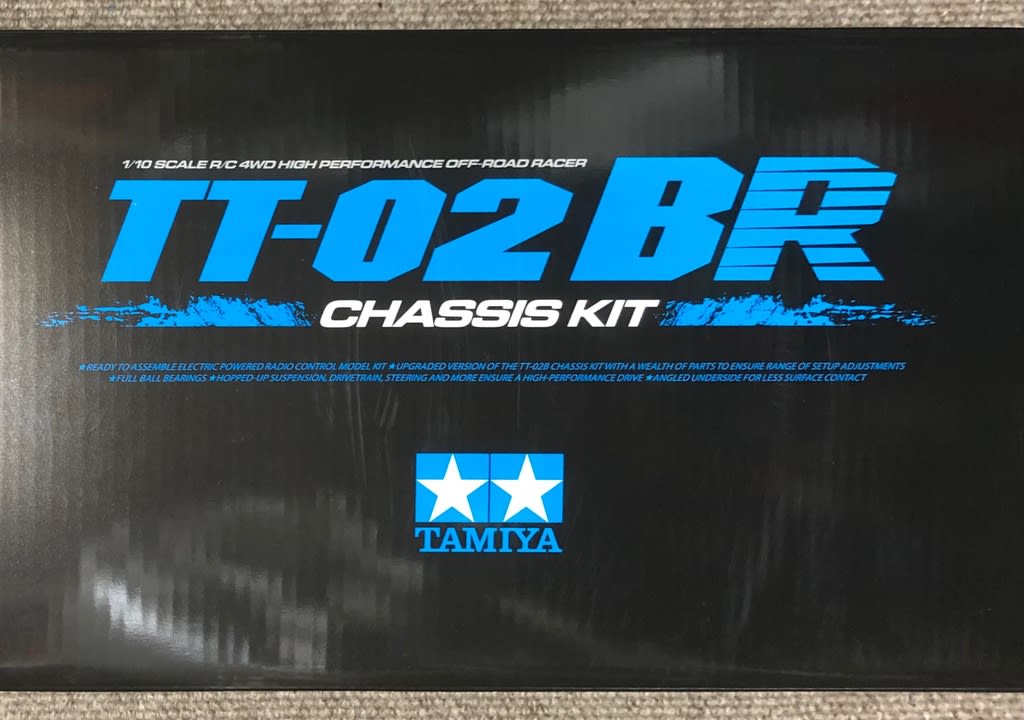 1/10 SCALE R/C 4WD HIGH PERFORMANCE OFF-ROAD RACER
TT-02BR
CHASSIS KIT
★READY TO ASSEMBLE ELECTRIC POWERED RADIO CONTROL MODEL KIT ★UPGRADED VERSION OF THE TT-02B CHASSIS KIT WITH A WEALTH OF PARTS TO ENSURE RANGE OF SETUP ADJUSTMENTS
★FULL BALL BEARINGS ★HOPPED-UP SUSPENSION, DRIVETRAIN, STEERING AND MORE ENSURE A HIGH-PERFORMANCE DRIVE ★ANGLED UNDERSIDE FOR LESS SURFACE CONTACT
TAMIYA